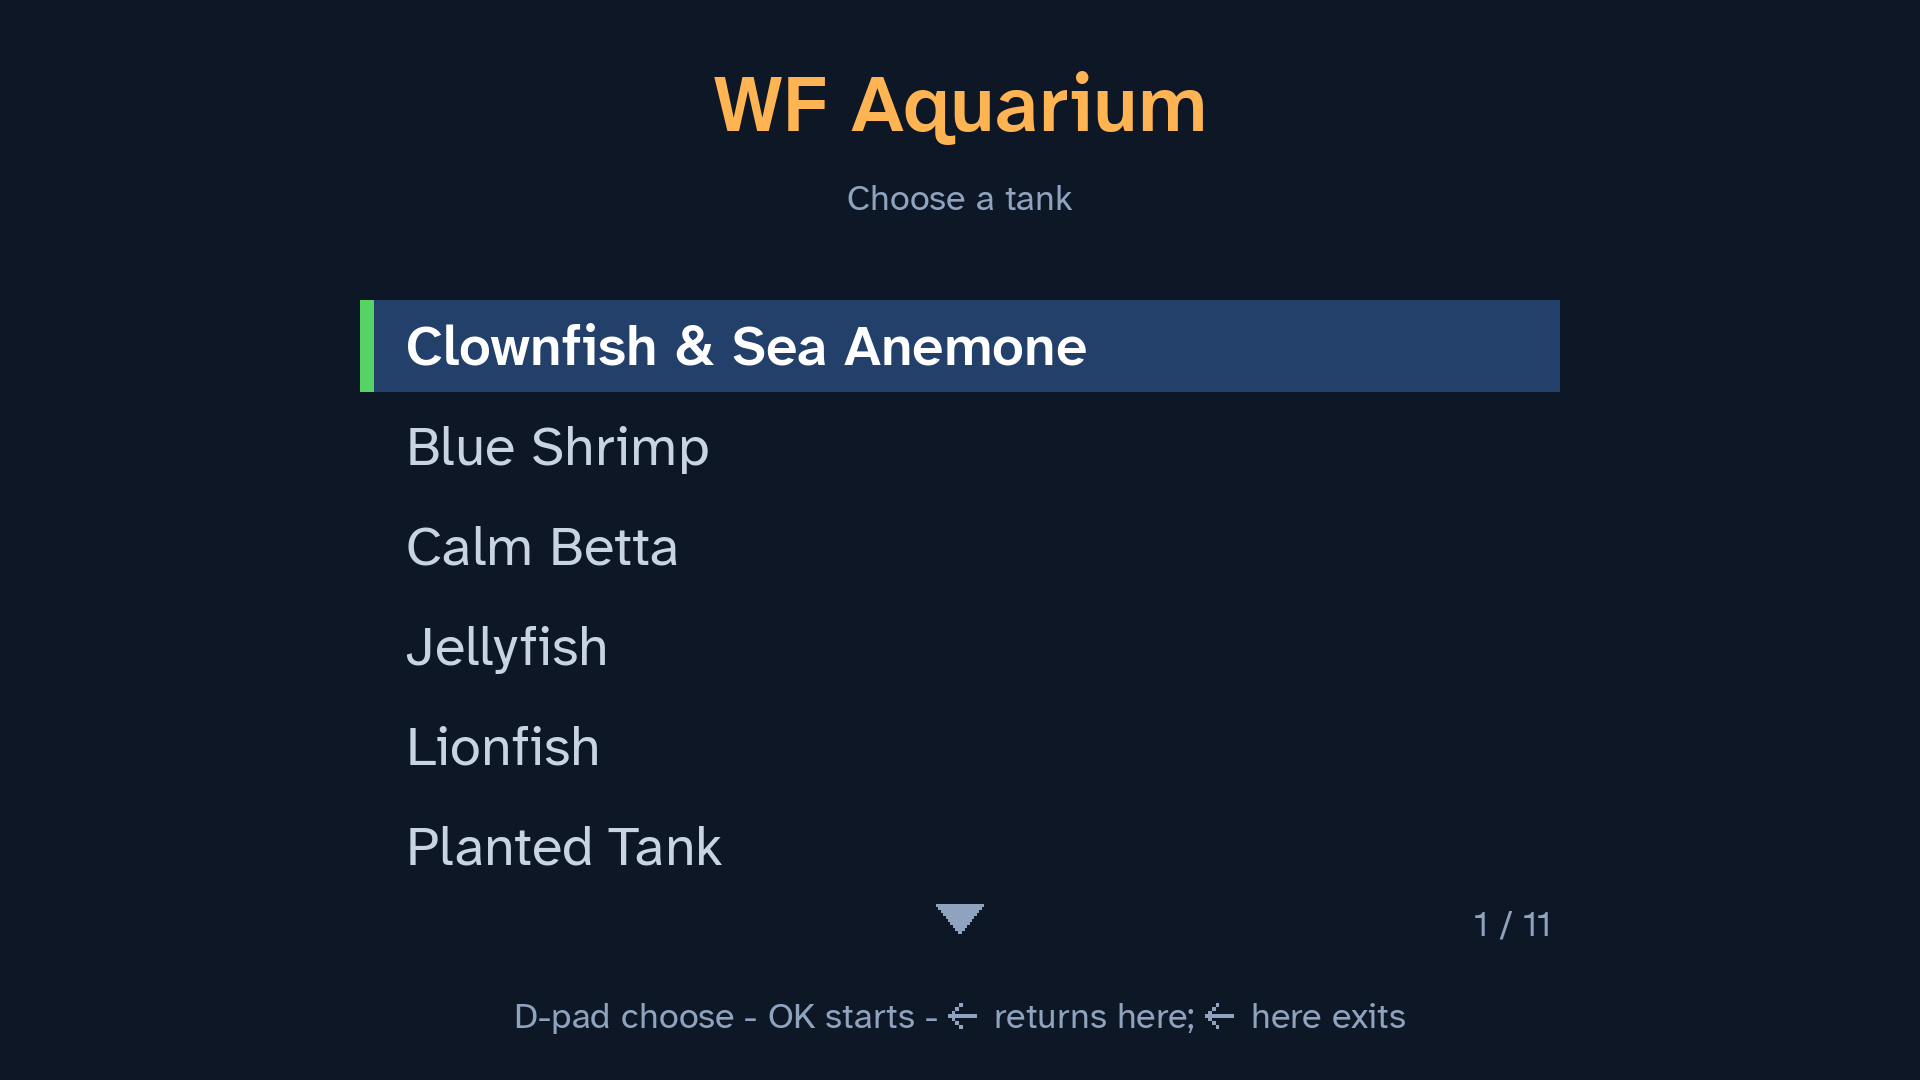 WF Aquarium
Choose a tank
Clownfish & Sea Anemone
Blue Shrimp
Calm Betta
Jellyfish
Lionfish
Planted Tank
1 / 11
D-pad choose - OK starts - ← returns here; ← here exits